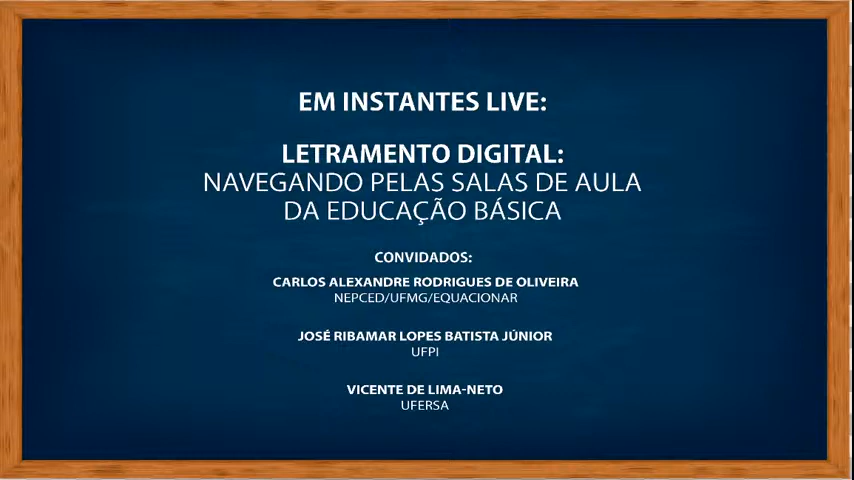 EM INSTANTES LIVE:
LETRAMENTO DIGITAL:
NAVEGANDO PELAS SALAS DE AULA
DA EDUCAÇÃO BÁSICA
CONVIDADOS:
CARLOS ALEXANDRE RODRIGUES DE OLIVEIRA
NEPCED/UFMG/EQUACIONAR
JOSÉ RIBAMAR LOPES BATISTA JÚNIOR
UFPI
VICENTE DE LIMA-NETO
UFERSA